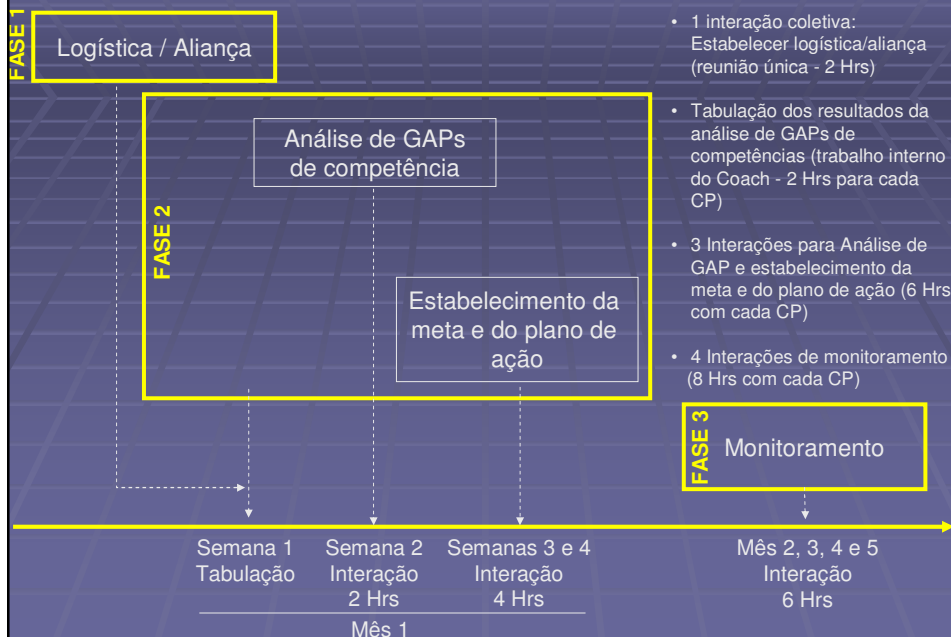 FASE 1
Logística / Aliança
FASE 2
Análise de GAPs
de competência
Estabelecimento da
meta e do plano de
ação
• 1 interação coletiva:
Estabelecer logística/aliança
(reunião única - 2 Hrs)
• Tabulação dos resultados da
análise de GAPs de
competências (trabalho interno
do Coach - 2 Hrs para cada
CP)
• 3 Interações para Análise de
GAP e estabelecimento da
meta e do plano de ação (6 Hrs
com cada CP)
• 4 Interações de monitoramento
(8 Hrs com cada CP)
FASE 3
Monitoramento
Semana 1
Tabulação
Semana 2
Interação
2 Hrs
Semanas 3 e 4
Interação
4 Hrs
Mês 1
Mês 2, 3, 4 e 5
Interação
6 Hrs